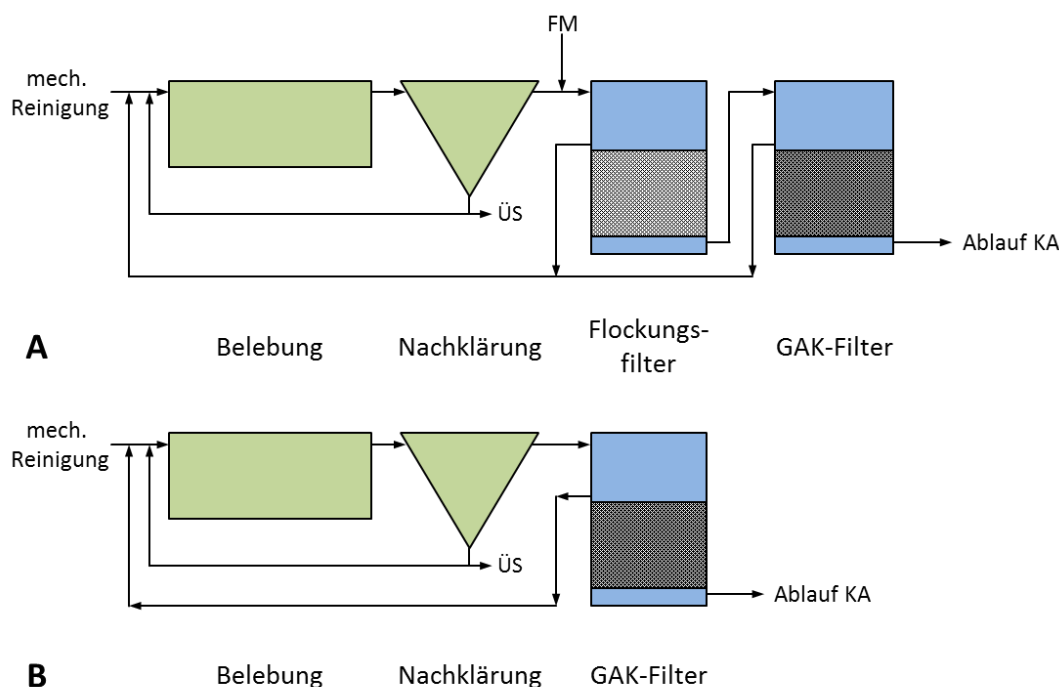 FM
mech.
Reinigung
ÜS
Ablauf KA
A
Belebung
Nachklärung
Flockungs-
filter
GAK-Filter
mech.
Reinigung
ÜS
Ablauf KA
B
Belebung
Nachklärung
GAK-Filter